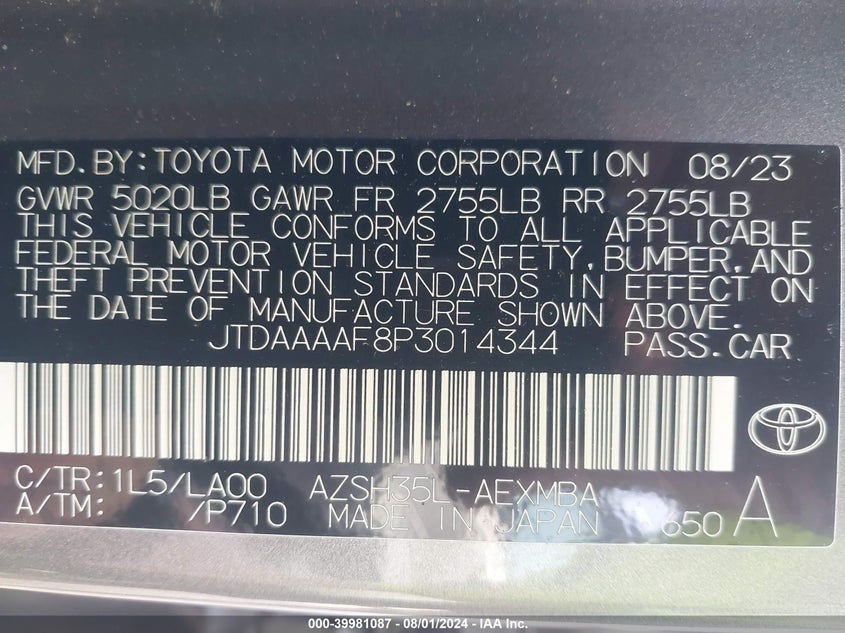 MFD.BY:TOYOTA MOTOR CORPORATION 08/23
GVWR 5020LB GAWR FR 2755LB RR 2755LB
THIS VEHICLE CONFORMS TO ALL APPLICABLE
FEDERAL MOTOR VEHICLE SAFETY,BUMPER,AND
THEFT PREVENTION STANDARDS IN EFFECT ON
THE DATE OF MANUFACTURE SHOWN ABOVE.
JTDAAAAF8P3014344 PASS.CAR
C/TR:1L5/LA00 AZSH35L-AEXMBA
A/TM: /P710 MADE IN JAPAN 650 A
000-39981087 - 08/01/2024 - IAA Inc.